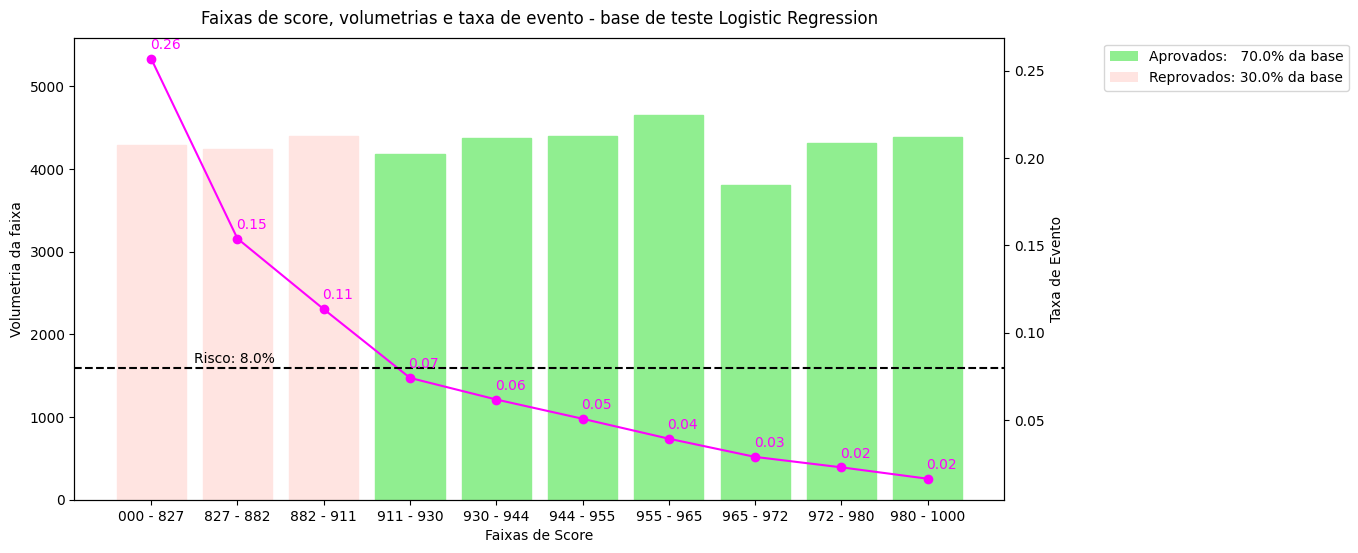 Faixas de score, volumetrias e taxa de evento - base de teste Logistic Regression
Aprovados: 70.0% da base
Reprovados: 30.0% da base
Volumetria da faixa
5000
4000
3000
2000
1000
0
0.26
0.15
0.11
0.07
0.06
0.05
0.04
0.03
0.02
0.02
Risco: 8.0%
0.25
0.20
0.15
0.10
0.05
Taxa de Evento
000 - 827
827 - 882
882 - 911
911 - 930
930 - 944
944 - 955
955 - 965
965 - 972
972 - 980
980 - 1000
Faixas de Score